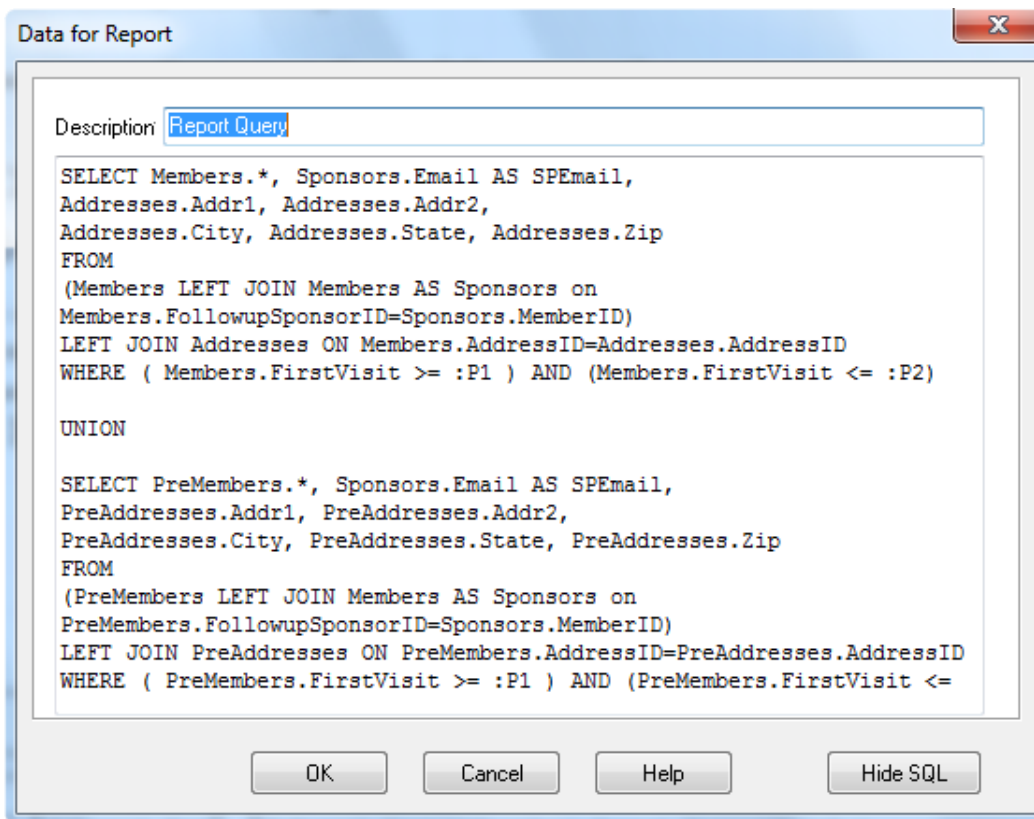 Data for Report
X
Description Report Query
SELECT Members.*, Sponsors.Email AS SPEmail,
Addresses.Addr1, Addresses.Addr2,
Addresses.City, Addresses.State, Addresses.Zip
FROM
(Members LEFT JOIN Members AS Sponsors on
Members.FollowupSponsorID=Sponsors.MemberID)
LEFT JOIN Addresses ON Members.AddressID=Addresses.AddressID
WHERE ( Members.FirstVisit >= :P1 ) AND (Members.FirstVisit <= :P2)
UNION
SELECT PreMembers.*, Sponsors.Email AS SPEmail,
PreAddresses.Addr1, PreAddresses.Addr2,
PreAddresses.City, PreAddresses.State, PreAddresses.Zip
FROM
(PreMembers LEFT JOIN Members AS Sponsors on
PreMembers.FollowupSponsorID=Sponsors.MemberID)
LEFT JOIN PreAddresses ON PreMembers.AddressID=PreAddresses.AddressID
WHERE ( PreMembers.FirstVisit >= :P1 ) AND (PreMembers.FirstVisit <=
OK Cancel Help Hide SQL